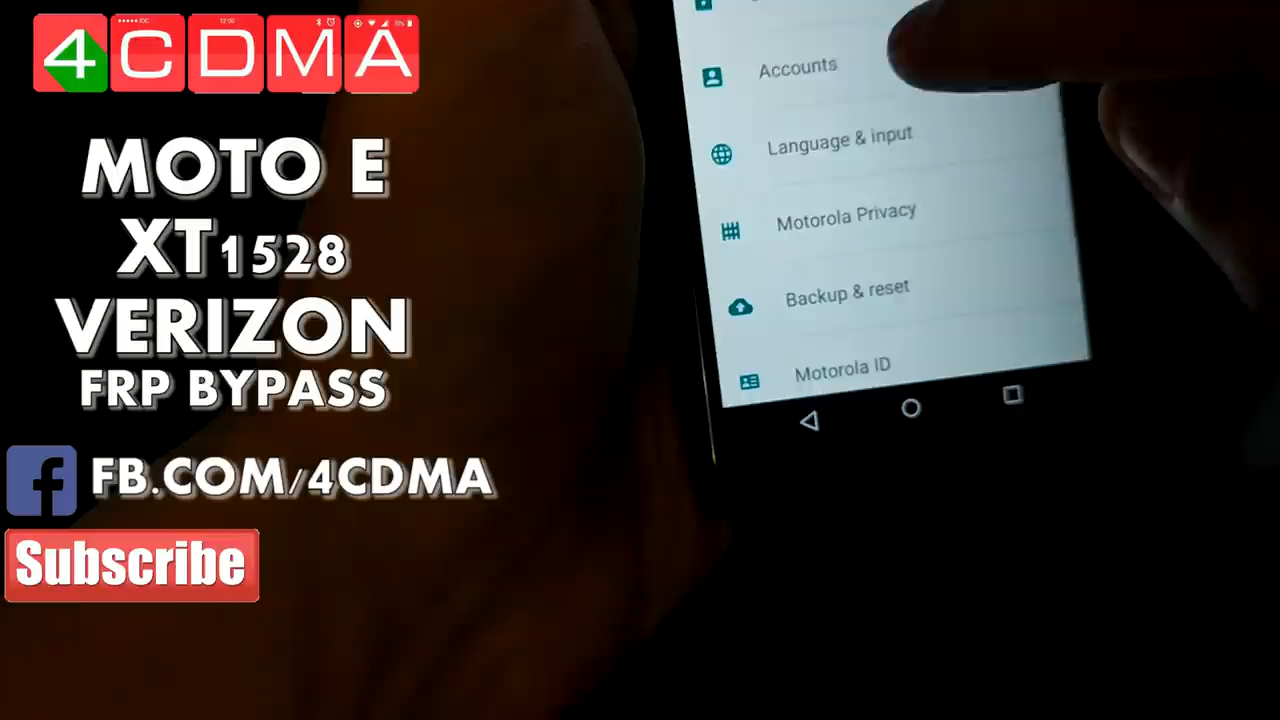 4CDMA
MOTO E
XT1528
VERIZON
FRP BYPASS
FB.COM/4CDMA
Subscribe
Accounts
Language & input
Motorola Privacy
Backup & reset
Motorola ID